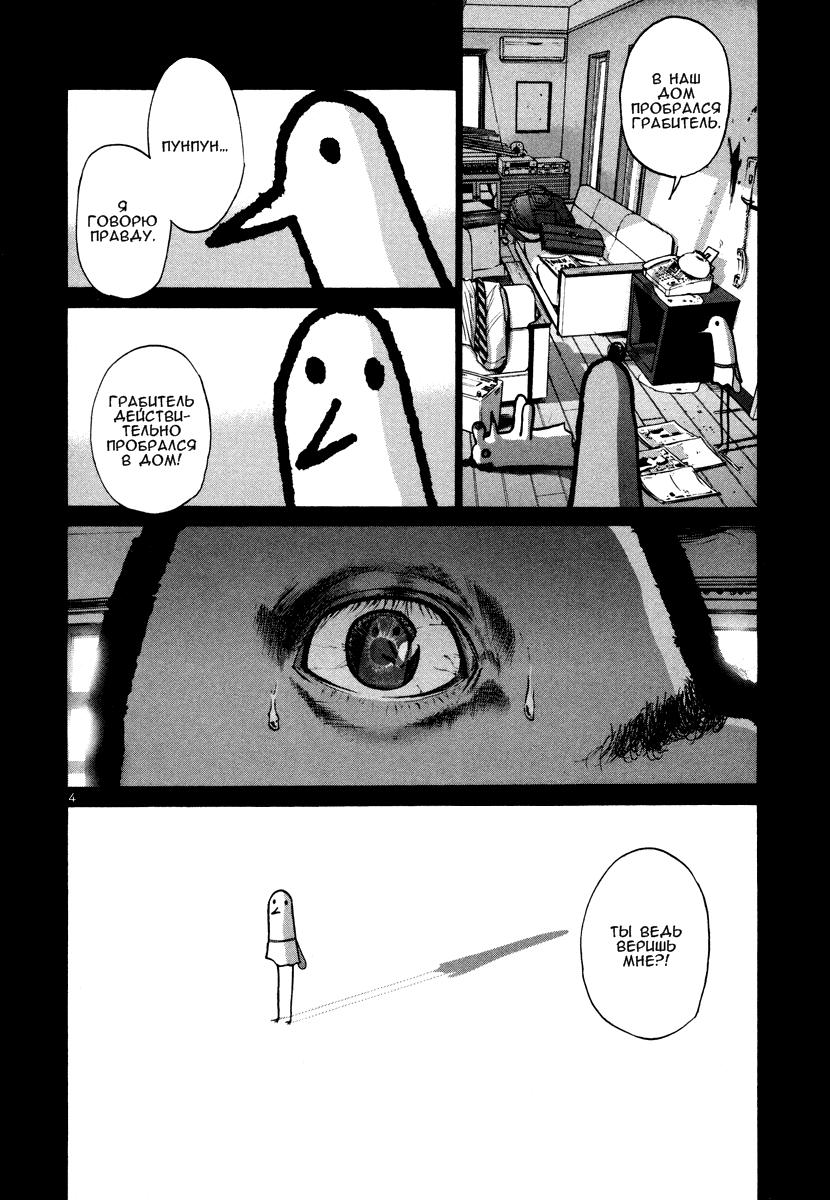 В НАШ
ДОМ
ПРОБРАЛСЯ
ГРАБИТЕЛЬ.
ПУНПУН...
Я
ГОВОРЮ
ПРАВДУ.
ГРАБИТЕЛЬ
ДЕЙСТВИ-
ТЕЛЬНО
ПРОБРАЛСЯ
В ДОМ!
4
ТЫ ВЕДЬ
ВЕРИШЬ
МНЕ?!